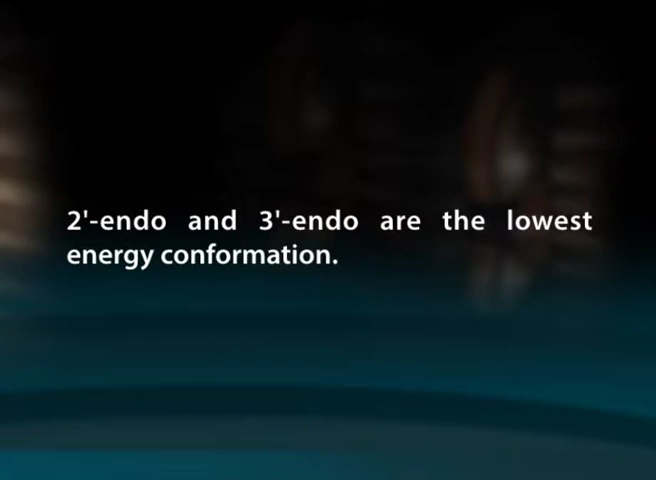 2'-endo and 3'-endo are the lowest
energy conformation.